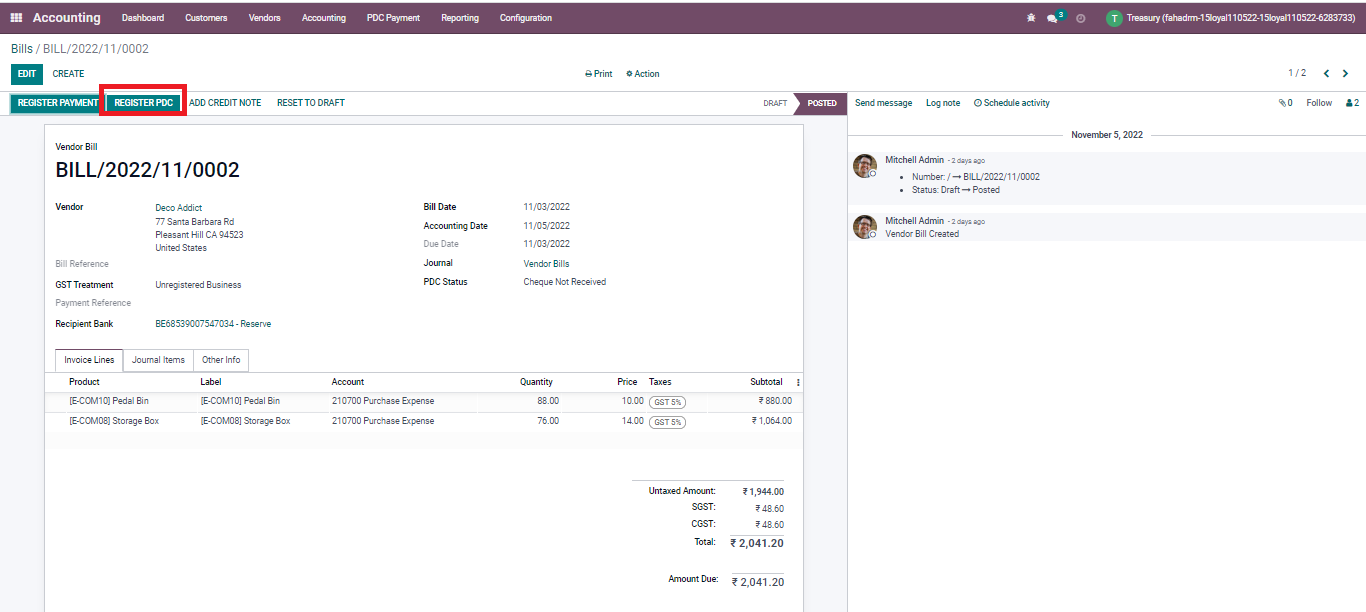 Accounting Dashboard Customers Vendors Accounting PDC Payment Reporting Configuration 3 T Treasury (fahadrm-15loyal110522-15loyal110522-6283733)
Bills / BILL/2022/11/0002
EDIT CREATE Print Action 1 / 2
REGISTER PAYMENT REGISTER PDC ADD CREDIT NOTE RESET TO DRAFT DRAFT POSTED Send message Log note Schedule activity 0 Follow 2
November 5, 2022
Vendor Bill
BILL/2022/11/0002
Mitchell Admin - 2 days ago
Number: / → BILL/2022/11/0002
Status: Draft → Posted
Mitchell Admin - 2 days ago
Vendor Bill Created
Vendor Deco Addict
77 Santa Barbara Rd
Pleasant Hill CA 94523
United States
Bill Reference
GST Treatment Unregistered Business
Payment Reference
Recipient Bank BE68539007547034 - Reserve
Bill Date 11/03/2022
Accounting Date 11/05/2022
Due Date 11/03/2022
Journal Vendor Bills
PDC Status Cheque Not Received
Invoice Lines Journal Items Other Info
Product Label Account Quantity Price Taxes Subtotal
[E-COM10] Pedal Bin [E-COM10] Pedal Bin 210700 Purchase Expense 88.00 10.00 GST 5% ₹ 880.00
[E-COM08] Storage Box [E-COM08] Storage Box 210700 Purchase Expense 76.00 14.00 GST 5% ₹ 1,064.00
Untaxed Amount: ₹ 1,944.00
SGST: ₹ 48.60
CGST: ₹ 48.60
Total: ₹ 2,041.20
Amount Due: ₹ 2,041.20